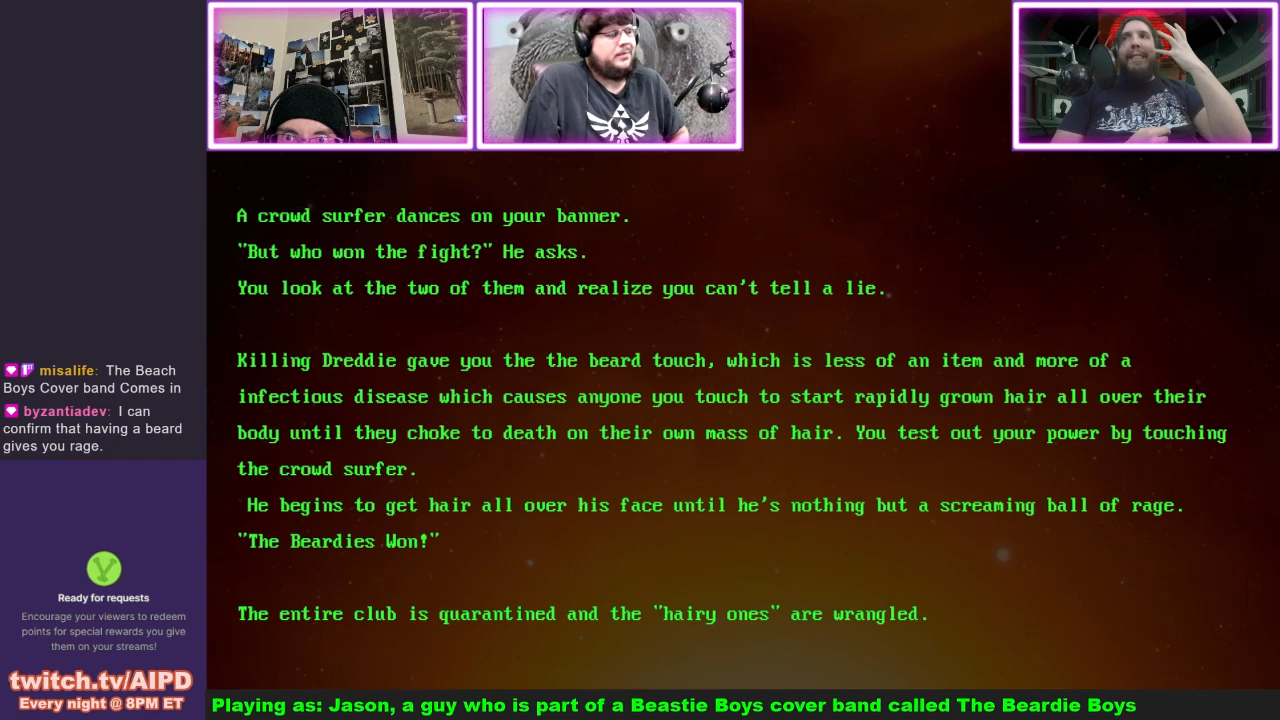 A crowd surfer dances on your banner.
"But who won the fight?" He asks.
You look at the two of them and realize you can't tell a lie.
Killing Dreddie gave you the the beard touch, which is less of an item and more of a
infectious disease which causes anyone you touch to start rapidly grown hair all over their
body until they choke to death on their own mass of hair. You test out your power by touching
the crowd surfer.
He begins to get hair all over his face until he's nothing but a screaming ball of rage.
"The Beardies Won!"
The entire club is quarantined and the "hairy ones" are wrangled.
misalife: The Beach
Boys Cover band Comes in
byzantiadev: I can
confirm that having a beard
gives you rage.
Ready for requests
Encourage your viewers to redeem
points for special rewards you give
them on your streams!
twitch.tv/AIPD
Every night @ 8PM ET
Playing as: Jason, a guy who is part of a Beastie Boys cover band called The Beardie Boys